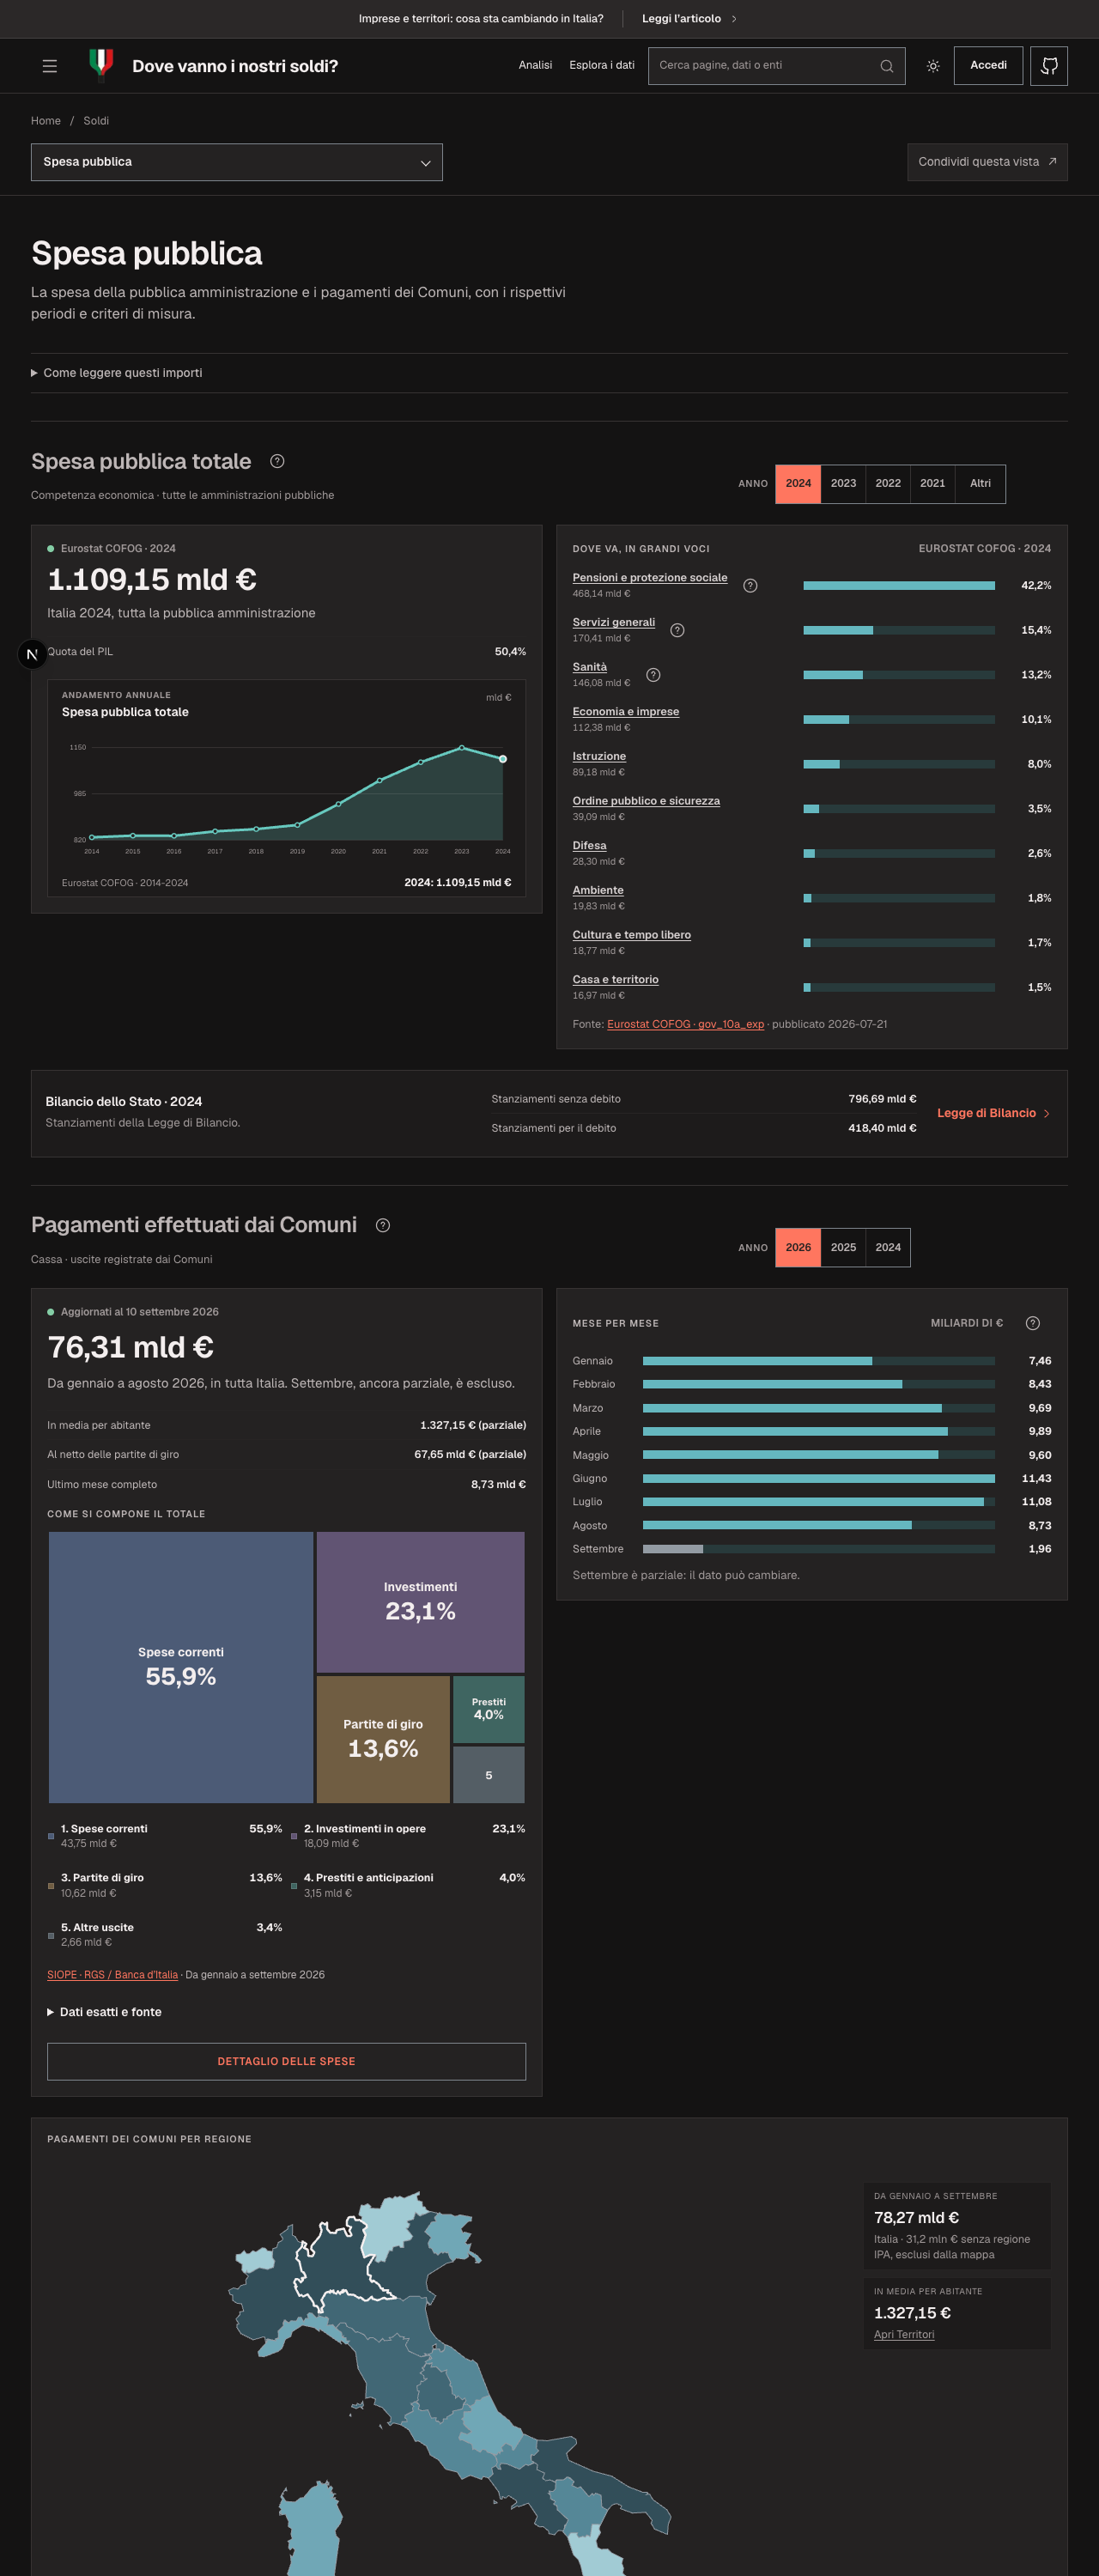 Imprese e territori: cosa sta cambiando in Italia?
Leggi l'articolo
Dove vanno i nostri soldi?
Analisi
Esplora i dati
Cerca pagine, dati o enti
Accedi
Home / Soldi
Spesa pubblica
Condividi questa vista
Spesa pubblica
La spesa della pubblica amministrazione e i pagamenti dei Comuni, con i rispettivi
periodi e criteri di misura.
Come leggere questi importi
Spesa pubblica totale
?
Competenza economica · tutte le amministrazioni pubbliche
ANNO
2024
2023
2022
2021
Altri
Eurostat COFOG · 2024
1.109,15 mld €
Italia 2024, tutta la pubblica amministrazione
N
Quota del PIL
50,4%
ANDAMENTO ANNUALE
mld €
Spesa pubblica totale
1150
985
820
2014
2015
2016
2017
2018
2019
2020
2021
2022
2023
2024
Eurostat COFOG · 2014-2024
2024: 1.109,15 mld €
DOVE VA, IN GRANDI VOCI
EUROSTAT COFOG · 2024
Pensioni e protezione sociale
?
468,14 mld €
42,2%
Servizi generali
?
170,41 mld €
15,4%
Sanità
?
146,08 mld €
13,2%
Economia e imprese
112,38 mld €
10,1%
Istruzione
89,18 mld €
8,0%
Ordine pubblico e sicurezza
39,09 mld €
3,5%
Difesa
28,30 mld €
2,6%
Ambiente
19,83 mld €
1,8%
Cultura e tempo libero
18,77 mld €
1,7%
Casa e territorio
16,97 mld €
1,5%
Fonte: Eurostat COFOG · gov_10a_exp · pubblicato 2026-07-21
Bilancio dello Stato · 2024
Stanziamenti della Legge di Bilancio.
Stanziamenti senza debito
796,69 mld €
Stanziamenti per il debito
418,40 mld €
Legge di Bilancio
Pagamenti effettuati dai Comuni
?
Cassa · uscite registrate dai Comuni
ANNO
2026
2025
2024
Aggiornati al 10 settembre 2026
76,31 mld €
Da gennaio a agosto 2026, in tutta Italia. Settembre, ancora parziale, è escluso.
In media per abitante
1.327,15 € (parziale)
Al netto delle partite di giro
67,65 mld € (parziale)
Ultimo mese completo
8,73 mld €
COME SI COMPONE IL TOTALE
Spese correnti
55,9%
Investimenti
23,1%
Partite di giro
13,6%
Prestiti
4,0%
5
1. Spese correnti
55,9%
43,75 mld €
2. Investimenti in opere
23,1%
18,09 mld €
3. Partite di giro
13,6%
10,62 mld €
4. Prestiti e anticipazioni
4,0%
3,15 mld €
5. Altre uscite
3,4%
2,66 mld €
SIOPE · RGS / Banca d'Italia · Da gennaio a settembre 2026
Dati esatti e fonte
DETTAGLIO DELLE SPESE
MESE PER MESE
MILIARDI DI €
?
Gennaio
7,46
Febbraio
8,43
Marzo
9,69
Aprile
9,89
Maggio
9,60
Giugno
11,43
Luglio
11,08
Agosto
8,73
Settembre
1,96
Settembre è parziale: il dato può cambiare.
PAGAMENTI DEI COMUNI PER REGIONE
DA GENNAIO A SETTEMBRE
78,27 mld €
Italia · 31,2 mln € senza regione
IPA, esclusi dalla mappa
IN MEDIA PER ABITANTE
1.327,15 €
Apri Territori